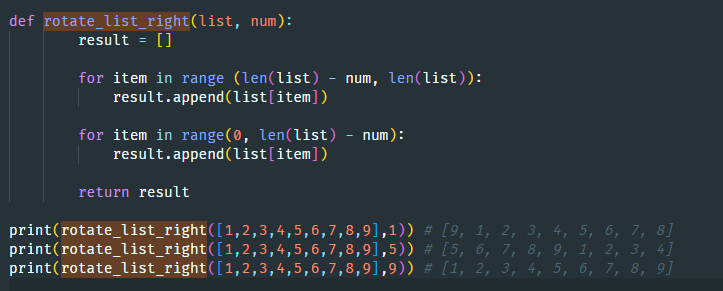 def rotate_list_right(list, num):
        result = []

        for item in range (len(list) - num, len(list)):
            result.append(list[item])

        for item in range(0, len(list) - num):
            result.append(list[item])

        return result

print(rotate_list_right([1,2,3,4,5,6,7,8,9],1)) # [9, 1, 2, 3, 4, 5, 6, 7, 8]
print(rotate_list_right([1,2,3,4,5,6,7,8,9],5)) # [5, 6, 7, 8, 9, 1, 2, 3, 4]
print(rotate_list_right([1,2,3,4,5,6,7,8,9],9)) # [1, 2, 3, 4, 5, 6, 7, 8, 9]